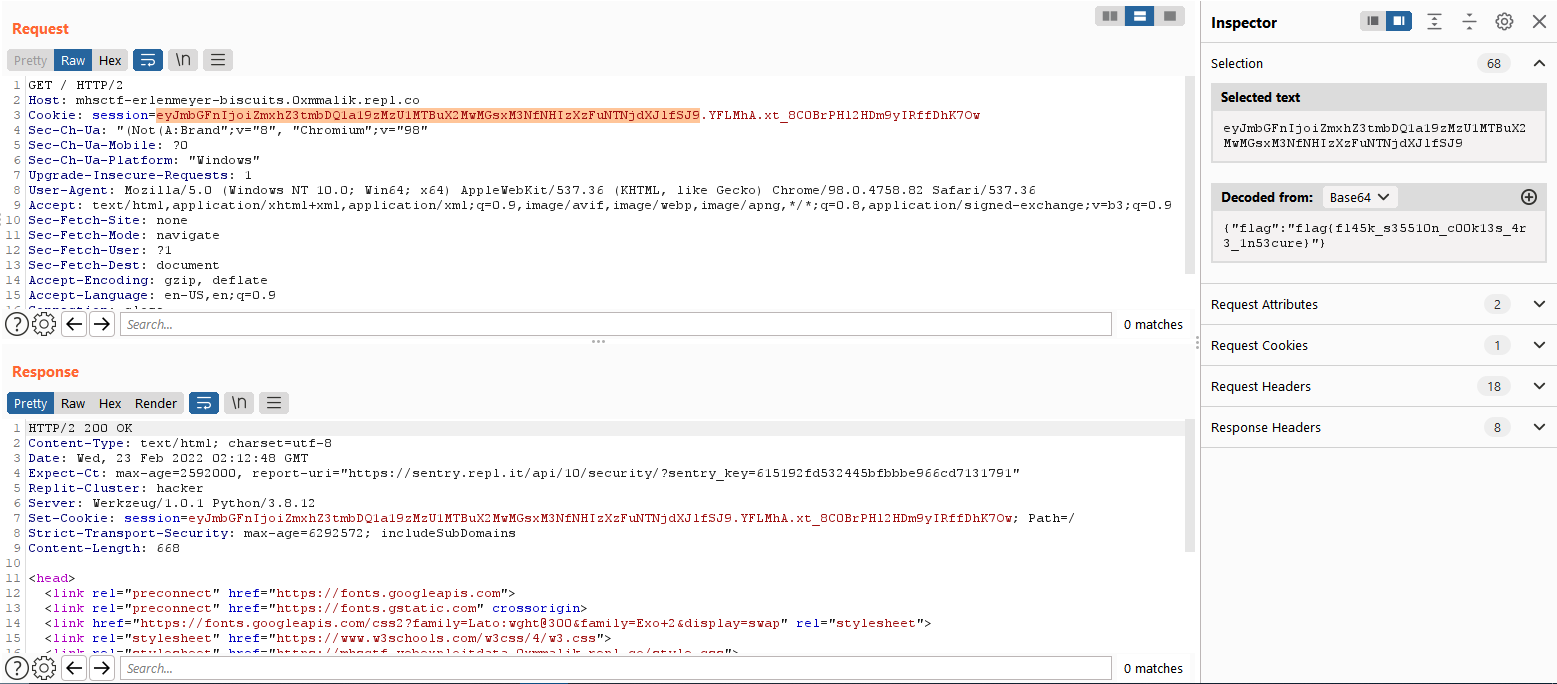 Request
Inspector
Pretty Raw Hex \n
Selection 68
1 GET / HTTP/2
2 Host: mhsctf-erlenmeyer-biscuits.0xmmalik.repl.co
3 Cookie: session=eyJmbGFnIjoiZmxhZ3tmbDQ1a19zMzU1MTBuX2MwMGsxM3NfNHIzXzFuNTNjdXJlfSJ9.YFLMhA.xt_8C0BrPH12HDm9yIRffDhK7Ow
4 Sec-Ch-Ua: "(Not(A:Brand";v="8", "Chromium";v="98"
5 Sec-Ch-Ua-Mobile: ?0
6 Sec-Ch-Ua-Platform: "Windows"
7 Upgrade-Insecure-Requests: 1
8 User-Agent: Mozilla/5.0 (Windows NT 10.0; Win64; x64) AppleWebKit/537.36 (KHTML, like Gecko) Chrome/98.0.4758.82 Safari/537.36
9 Accept: text/html,application/xhtml+xml,application/xml;q=0.9,image/avif,image/webp,image/apng,*/*;q=0.8,application/signed-exchange;v=b3;q=0.9
10 Sec-Fetch-Site: none
11 Sec-Fetch-Mode: navigate
12 Sec-Fetch-User: ?1
13 Sec-Fetch-Dest: document
14 Accept-Encoding: gzip, deflate
15 Accept-Language: en-US,en;q=0.9
Search...
0 matches
Selected text
eyJmbGFnIjoiZmxhZ3tmbDQ1a19zMzU1MTBuX2
MwMGsxM3NfNHIzXzFuNTNjdXJlfSJ9
Decoded from: Base64
{"flag":"flag{fl45k_s35510n_c00k13s_4r
3_1n53cure}"}
Request Attributes 2
Request Cookies 1
Request Headers 18
Response Headers 8
Response
Pretty Raw Hex Render \n
1 HTTP/2 200 OK
2 Content-Type: text/html; charset=utf-8
3 Date: Wed, 23 Feb 2022 02:12:48 GMT
4 Expect-Ct: max-age=2592000, report-uri="https://sentry.repl.it/api/10/security/?sentry_key=615192fd532445bfbbbe966cd7131791"
5 Replit-Cluster: hacker
6 Server: Werkzeug/1.0.1 Python/3.8.12
7 Set-Cookie: session=eyJmbGFnIjoiZmxhZ3tmbDQ1a19zMzU1MTBuX2MwMGsxM3NfNHIzXzFuNTNjdXJlfSJ9.YFLMhA.xt_8C0BrPH12HDm9yIRffDhK7Ow; Path=/
8 Strict-Transport-Security: max-age=6292572; includeSubDomains
9 Content-Length: 668
10
11 <head>
12 <link rel="preconnect" href="https://fonts.googleapis.com">
13 <link rel="preconnect" href="https://fonts.gstatic.com" crossorigin>
14 <link href="https://fonts.googleapis.com/css2?family=Lato:wght@300&family=Exo+2&display=swap" rel="stylesheet">
15 <link rel="stylesheet" href="https://www.w3schools.com/w3css/4/w3.css">
Search...
0 matches